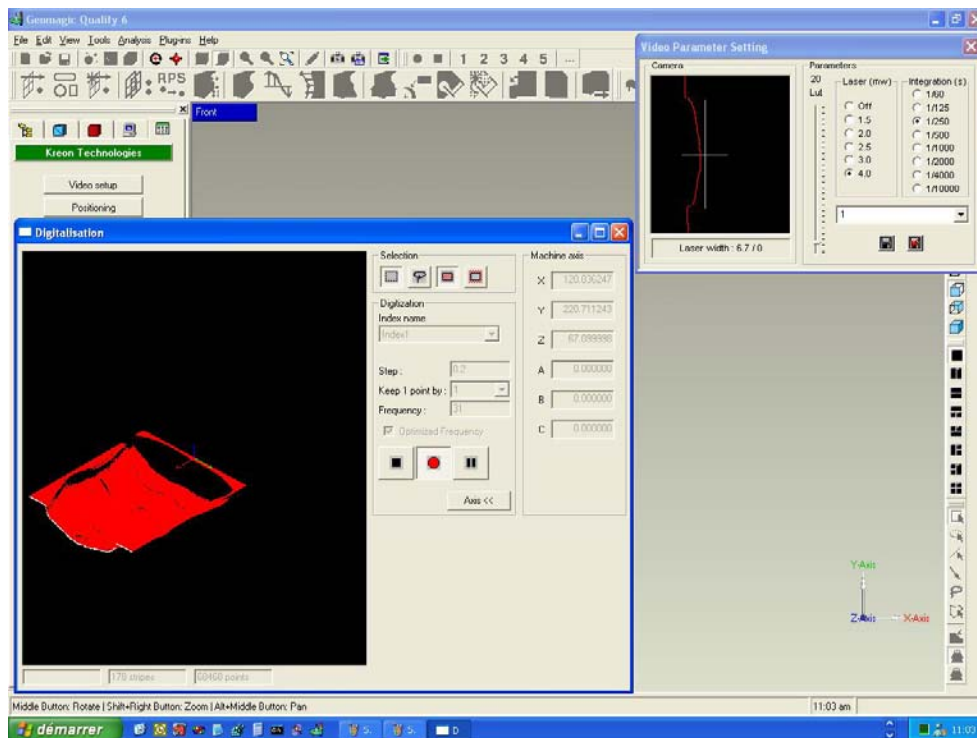 Geomagic Qualify 6
File Edit View Tools Analysis Plug-ins Help
1 2 3 4 5 ...
RPS
Front
Kreon Technologies
Video setup
Positioning
Video Parameter Setting
Camera
Laser width : 6.7 / 0
Parameters
20
Lut
Laser (mw)
Off
1.5
2.0
2.5
3.0
4.0
Integration (s)
1/60
1/125
1/250
1/500
1/1000
1/2000
1/4000
1/10000
1
Digitalisation
Selection
Digitization
Index name
Index1
Step : 0.2
Keep 1 point by : 1
Frequency : 31
Optimized Frequency
Axis <<
Machine axis
X 120.036247
Y 220.711243
Z 67.099998
A 0.000000
B 0.000000
C 0.000000
170 stripes 60460 points
Y-Axis
Z-Axis X-Axis
Middle Button: Rotate | Shift+Right Button: Zoom | Alt+Middle Button: Pan
11:03 am
démarrer
S.
S.
D
11:03